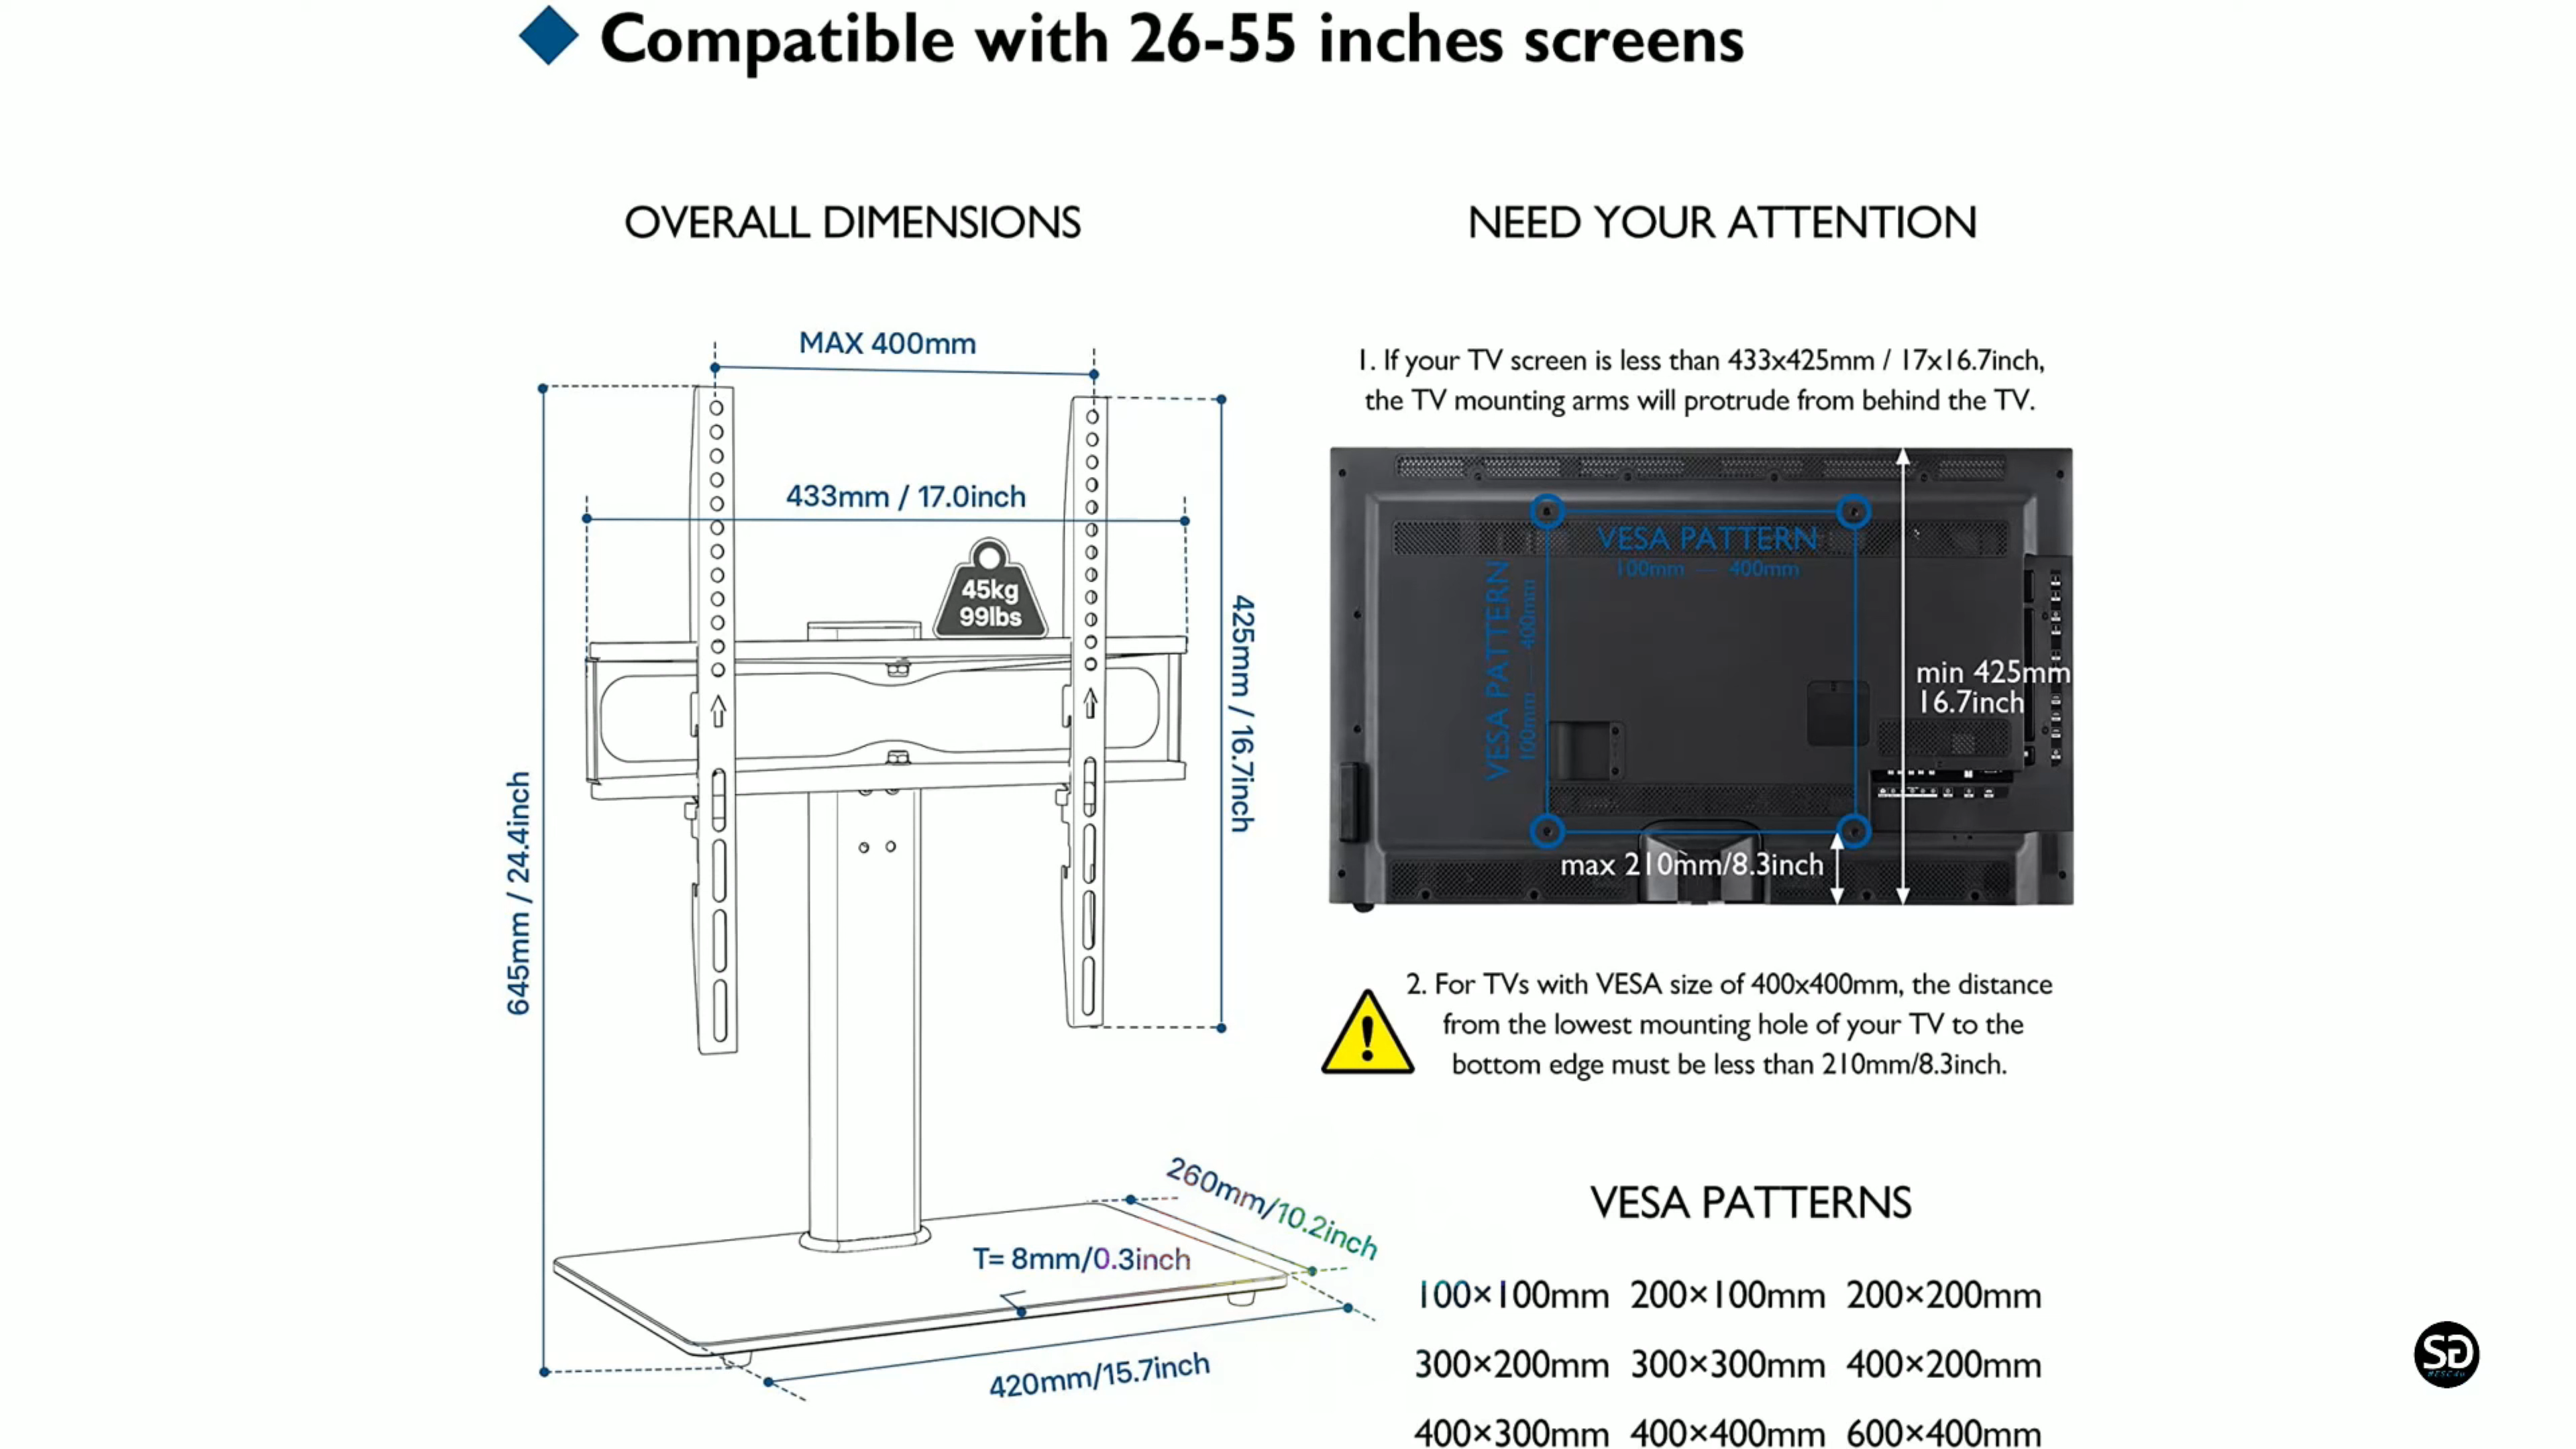 Compatible with 26-55 inches screens
OVERALL DIMENSIONS
MAX 400mm
433mm / 17.0inch
45kg
99lbs
425mm / 16.7inch
645mm / 24.4inch
260mm/10.2inch
T= 8mm/0.3inch
420mm/15.7inch
NEED YOUR ATTENTION
1. If your TV screen is less than 433x425mm / 17x16.7inch,
the TV mounting arms will protrude from behind the TV.
VESA PATTERN
100mm — 400mm
VESA PATTERN
100mm — 400mm
min 425mm
16.7inch
max 210mm/8.3inch
2. For TVs with VESA size of 400x400mm, the distance
from the lowest mounting hole of your TV to the
bottom edge must be less than 210mm/8.3inch.
VESA PATTERNS
100×100mm 200×100mm 200×200mm
300×200mm 300×300mm 400×200mm
400×300mm 400×400mm 600×400mm
SG